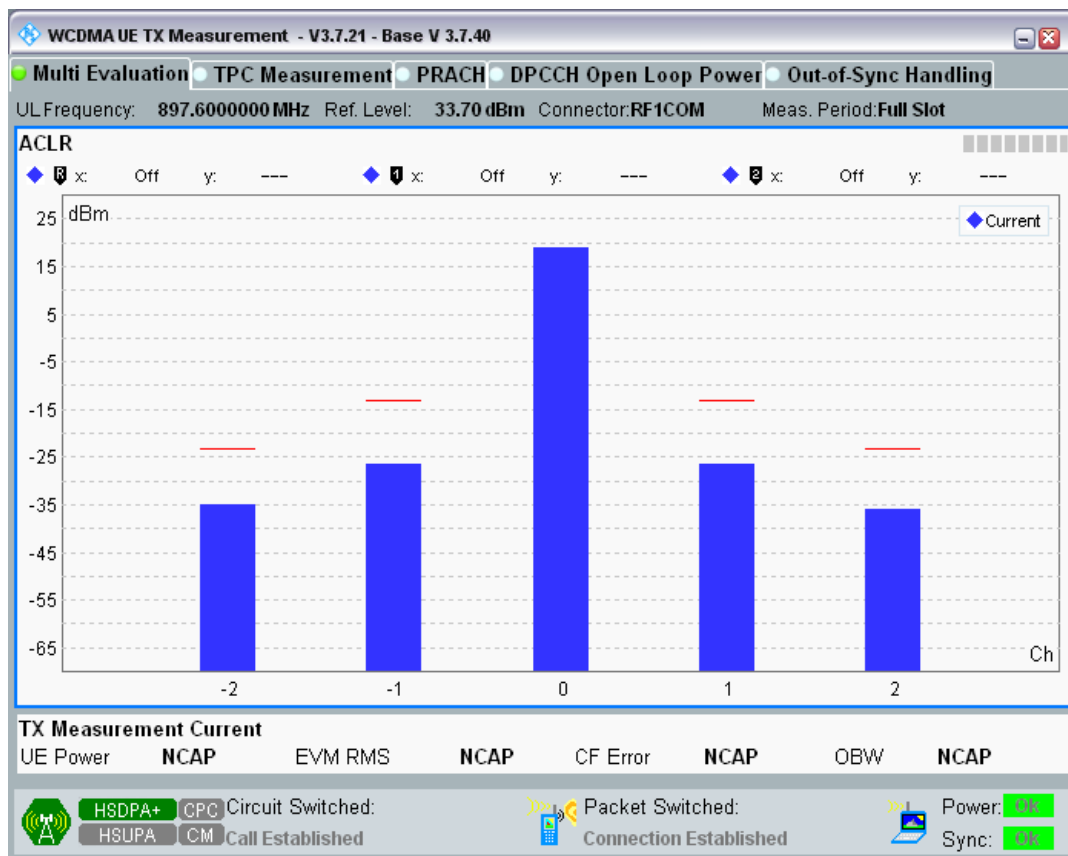 WCDMA UE TX Measurement - V3.7.21 - Base V 3.7.40
Multi Evaluation TPC Measurement PRACH DPCCH Open Loop Power Out-of-Sync Handling
UL Frequency: 897.6000000 MHz Ref. Level: 33.70 dBm Connector:RF1COM Meas. Period:Full Slot
ACLR
R x: Off y: --- 1 x: Off y: --- 2 x: Off y: ---
dBm
Current
25
15
5
-5
-15
-25
-35
-45
-55
-65
Ch
-2 -1 0 1 2
TX Measurement Current
UE Power NCAP EVM RMS NCAP CF Error NCAP OBW NCAP
HSDPA+ CPC Circuit Switched: Packet Switched: Power: OK
HSUPA CM Call Established Connection Established Sync: OK